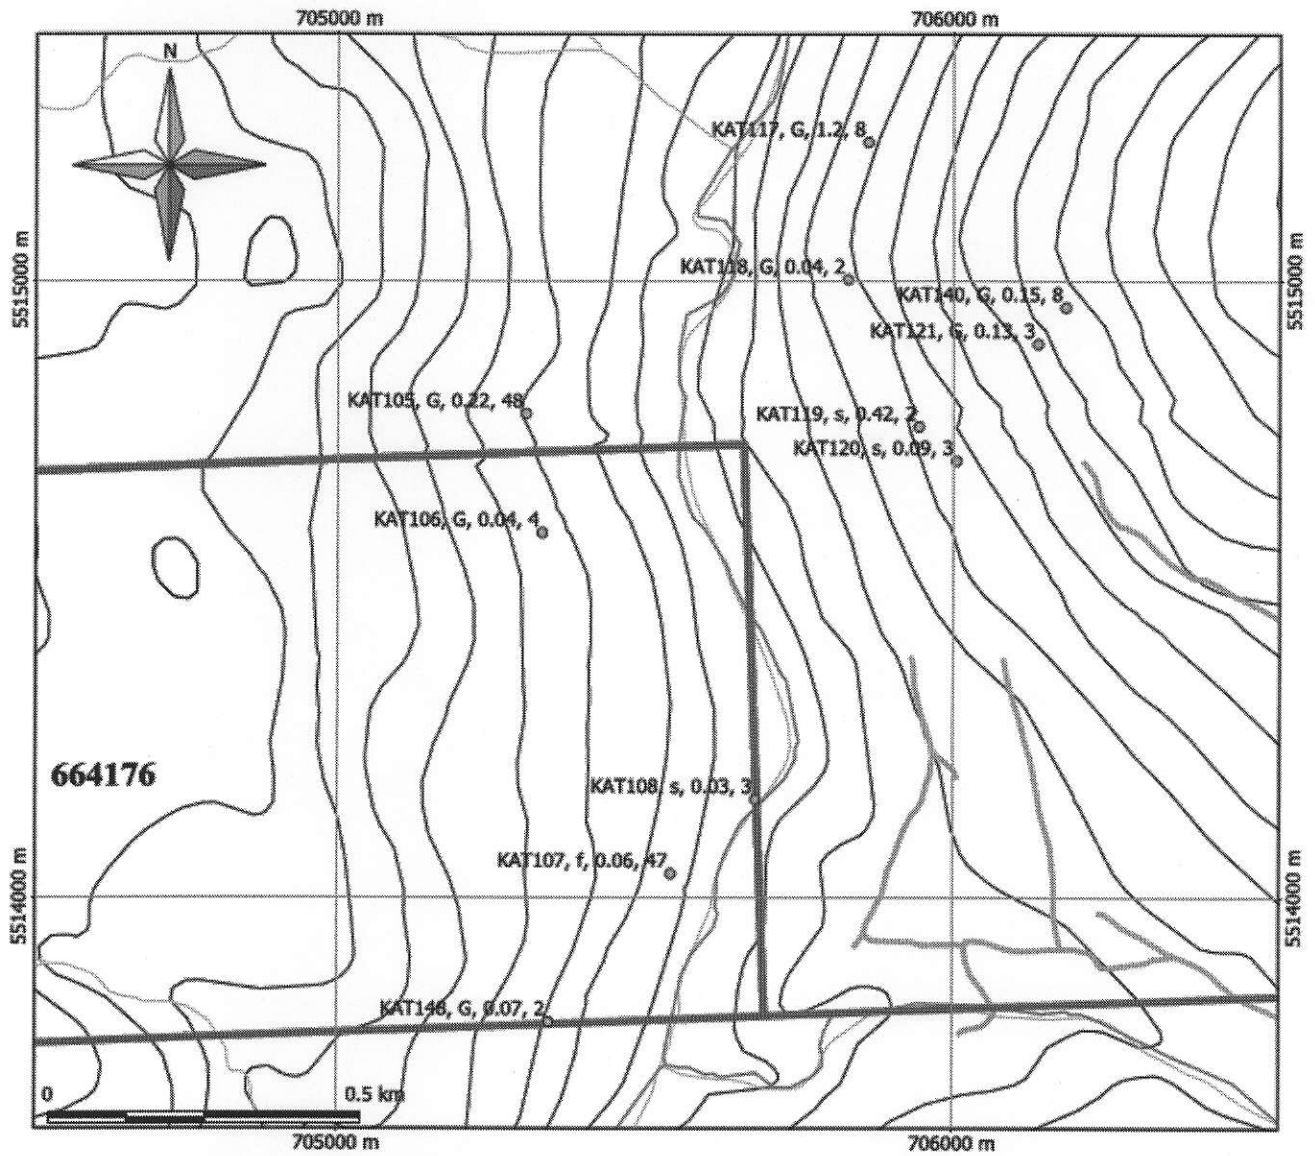 705000 m
706000 m
N
KAT117, G, 1.2, 8
5515000 m
5515000 m
KAT118, G, 0.04, 2
KAT140, G, 0.15, 8
KAT121, G, 0.13, 3
KAT105, G, 0.22, 48
KAT119, s, 0.42, 2
KAT120, s, 0.09, 3
KAT106, G, 0.04, 4
664176
KAT108, s, 0.03, 3
KAT107, f, 0.06, 47
5514000 m
5514000 m
KAT148, G, 0.07, 2
0
0.5 km
705000 m
706000 m